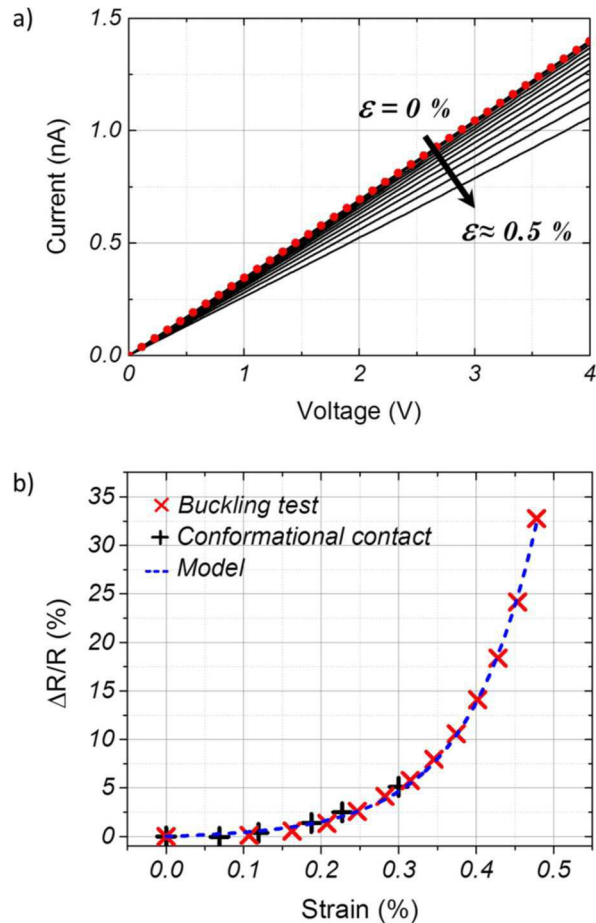 a)
1.5
1.0
0.5
0.0
Current (nA)
ε = 0 %
ε≈ 0.5 %
0 1 2 3 4
Voltage (V)
b)
35
30
25
20
15
10
5
0
ΔR/R (%)
Buckling test
Conformational contact
Model
0.0 0.1 0.2 0.3 0.4 0.5
Strain (%)